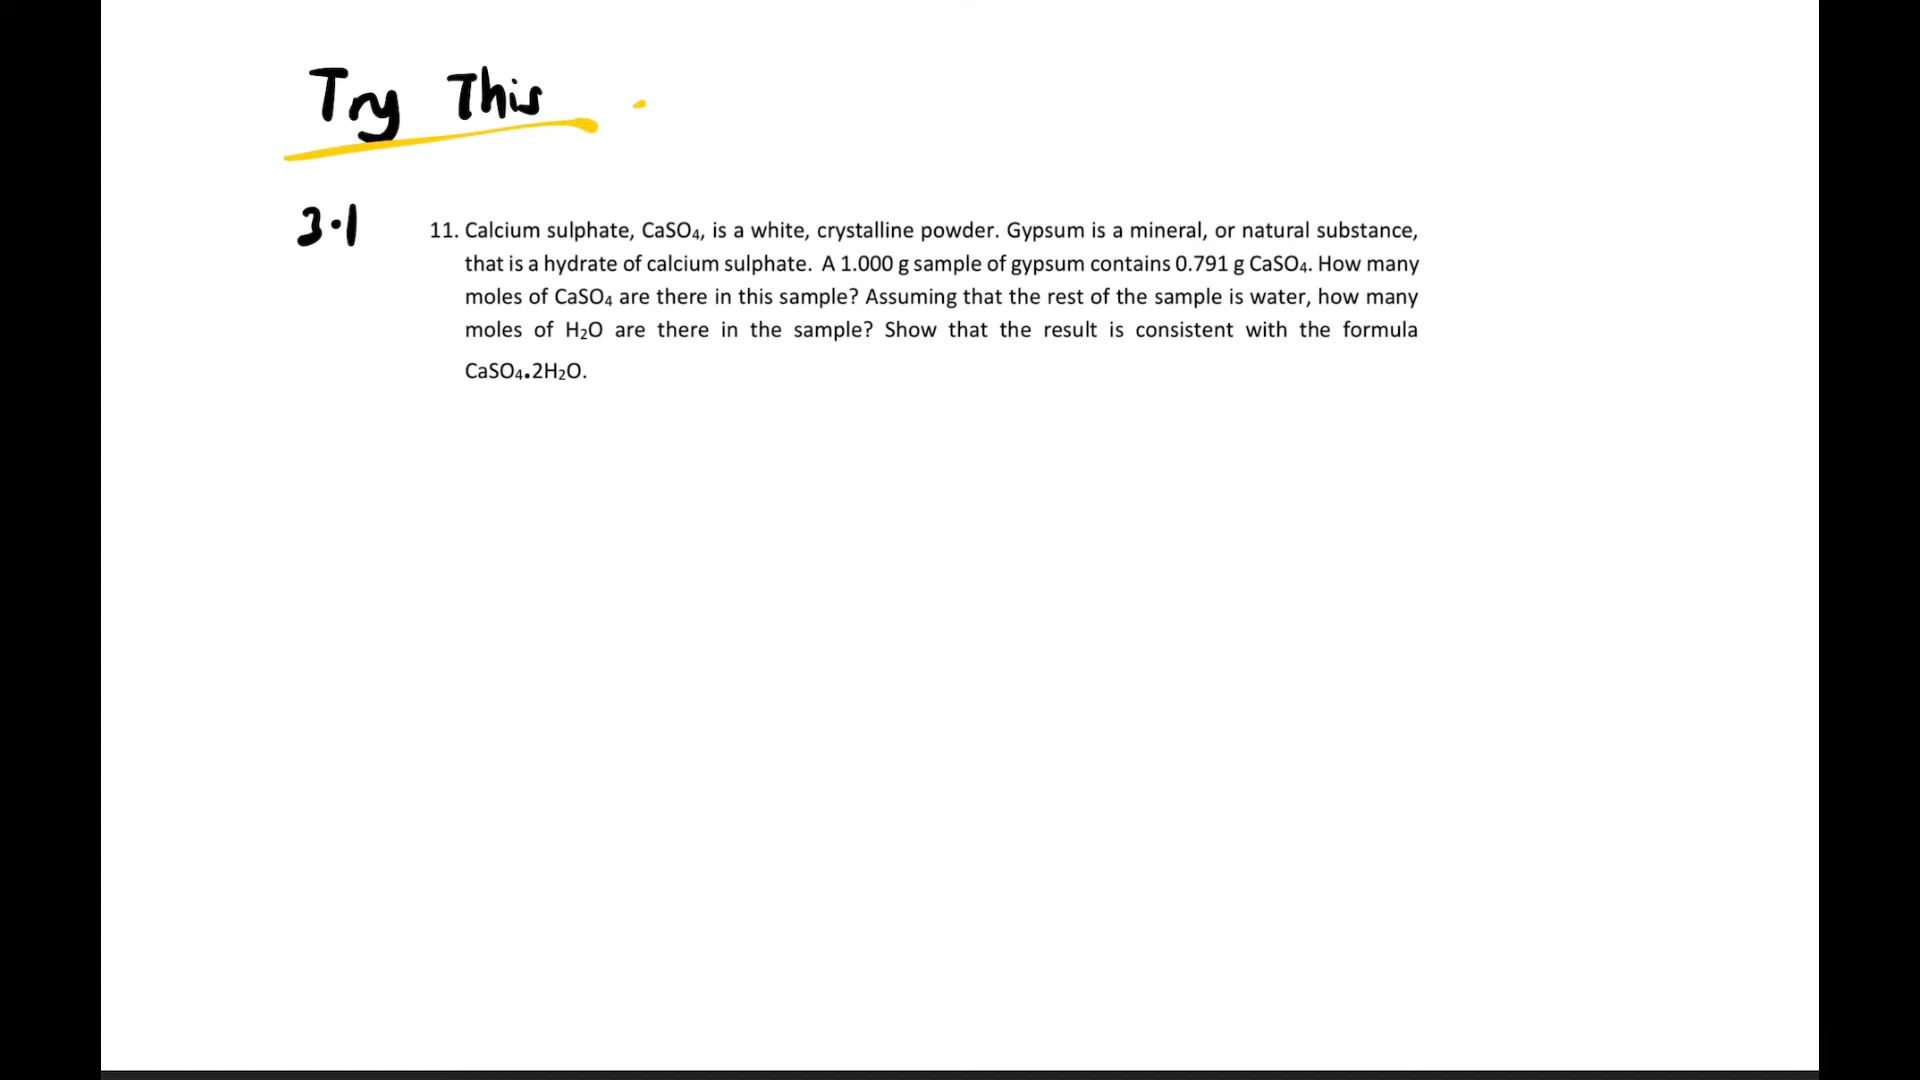 Try This
3.1
11. Calcium sulphate, CaSO₄, is a white, crystalline powder. Gypsum is a mineral, or natural substance,
that is a hydrate of calcium sulphate. A 1.000 g sample of gypsum contains 0.791 g CaSO₄. How many
moles of CaSO₄ are there in this sample? Assuming that the rest of the sample is water, how many
moles of H₂O are there in the sample? Show that the result is consistent with the formula
CaSO₄.2H₂O.